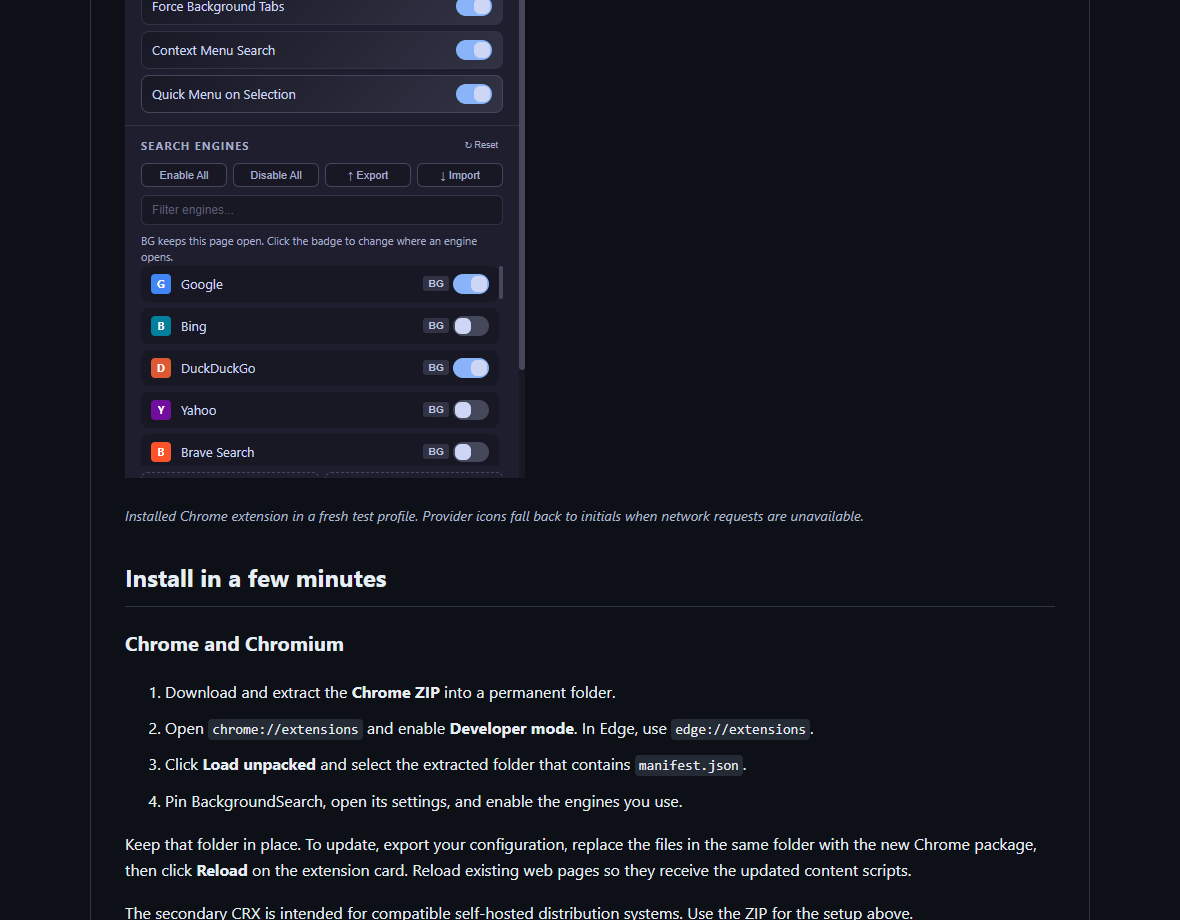 Force Background Tabs
Context Menu Search
Quick Menu on Selection
SEARCH ENGINES
↻ Reset
Enable All
Disable All
↑ Export
↓ Import
Filter engines...
BG keeps this page open. Click the badge to change where an engine
opens.
G Google BG
B Bing BG
D DuckDuckGo BG
Y Yahoo BG
B Brave Search BG
Installed Chrome extension in a fresh test profile. Provider icons fall back to initials when network requests are unavailable.
Install in a few minutes
Chrome and Chromium
1. Download and extract the Chrome ZIP into a permanent folder.
2. Open chrome://extensions and enable Developer mode. In Edge, use edge://extensions.
3. Click Load unpacked and select the extracted folder that contains manifest.json.
4. Pin BackgroundSearch, open its settings, and enable the engines you use.
Keep that folder in place. To update, export your configuration, replace the files in the same folder with the new Chrome package,
then click Reload on the extension card. Reload existing web pages so they receive the updated content scripts.
The secondary CRX is intended for compatible self-hosted distribution systems. Use the ZIP for the setup above.